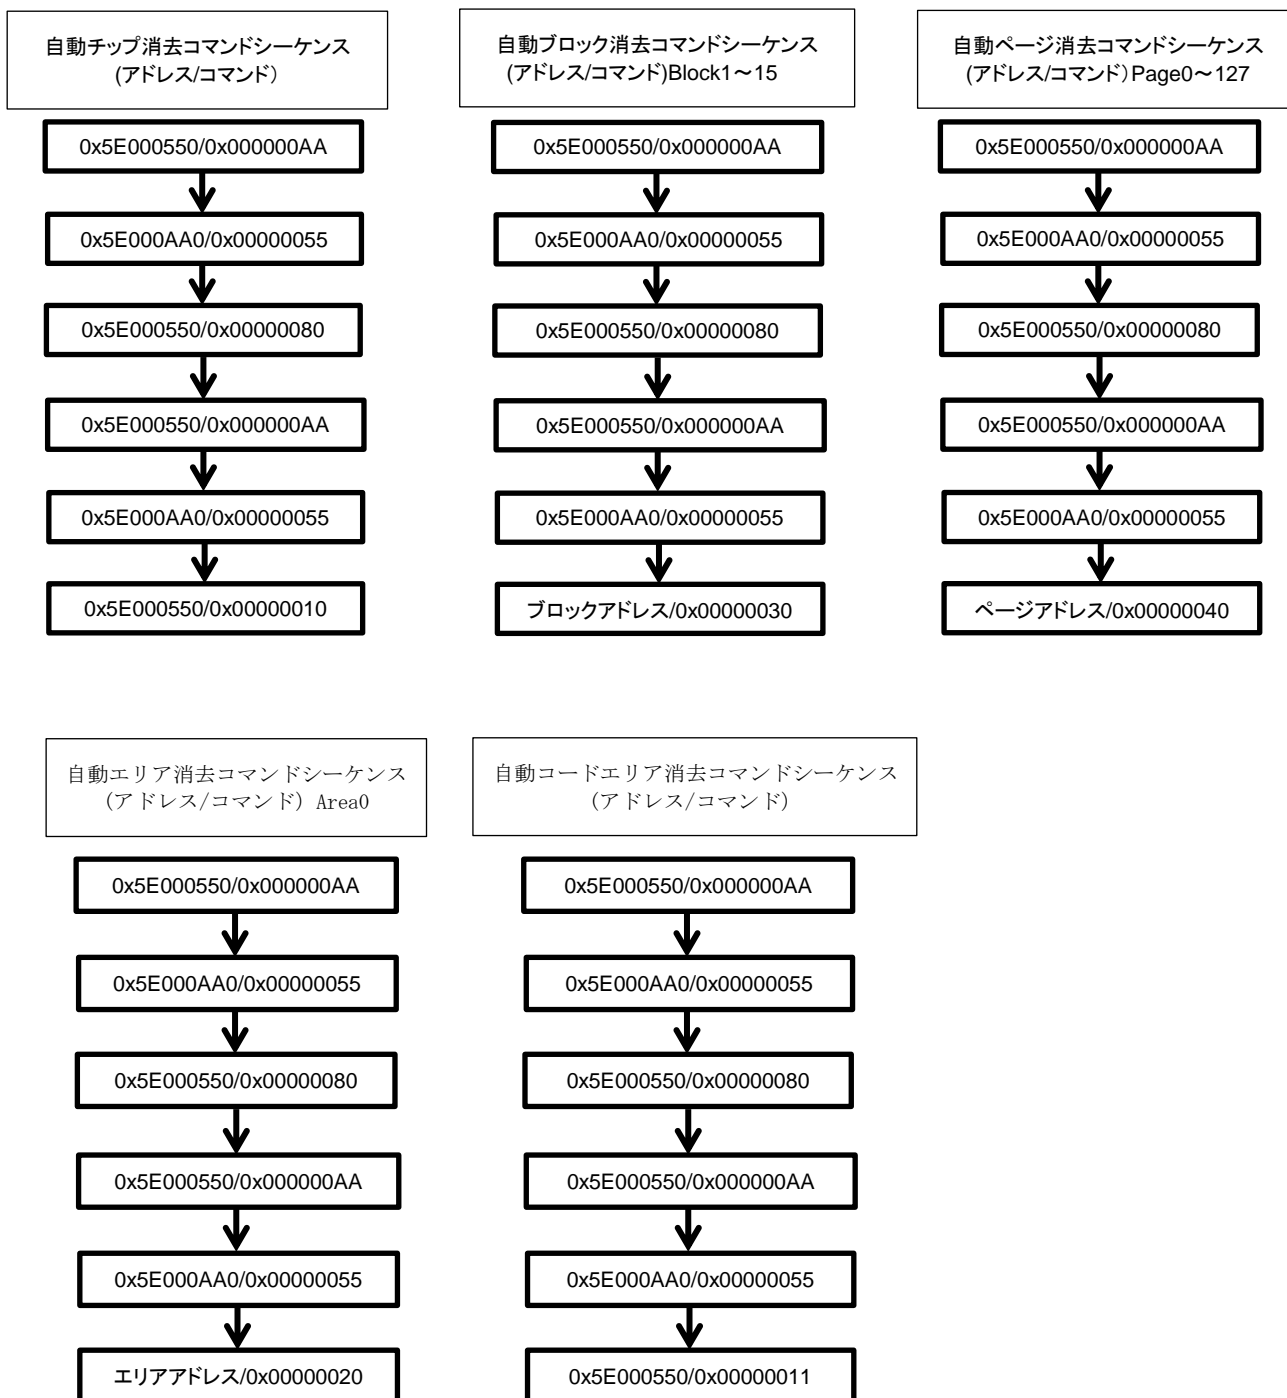 自動チップ消去コマンドシーケンス
(アドレス/コマンド)
0x5E000550/0x000000AA
0x5E000AA0/0x00000055
0x5E000550/0x00000080
0x5E000550/0x000000AA
0x5E000AA0/0x00000055
0x5E000550/0x00000010
自動ブロック消去コマンドシーケンス
(アドレス/コマンド)Block1～15
0x5E000550/0x000000AA
0x5E000AA0/0x00000055
0x5E000550/0x00000080
0x5E000550/0x000000AA
0x5E000AA0/0x00000055
ブロックアドレス/0x00000030
自動ページ消去コマンドシーケンス
(アドレス/コマンド)Page0～127
0x5E000550/0x000000AA
0x5E000AA0/0x00000055
0x5E000550/0x00000080
0x5E000550/0x000000AA
0x5E000AA0/0x00000055
ページアドレス/0x00000040
自動エリア消去コマンドシーケンス
(アドレス/コマンド) Area0
0x5E000550/0x000000AA
0x5E000AA0/0x00000055
0x5E000550/0x00000080
0x5E000550/0x000000AA
0x5E000AA0/0x00000055
エリアアドレス/0x00000020
自動コードエリア消去コマンドシーケンス
(アドレス/コマンド)
0x5E000550/0x000000AA
0x5E000AA0/0x00000055
0x5E000550/0x00000080
0x5E000550/0x000000AA
0x5E000AA0/0x00000055
0x5E000550/0x00000011